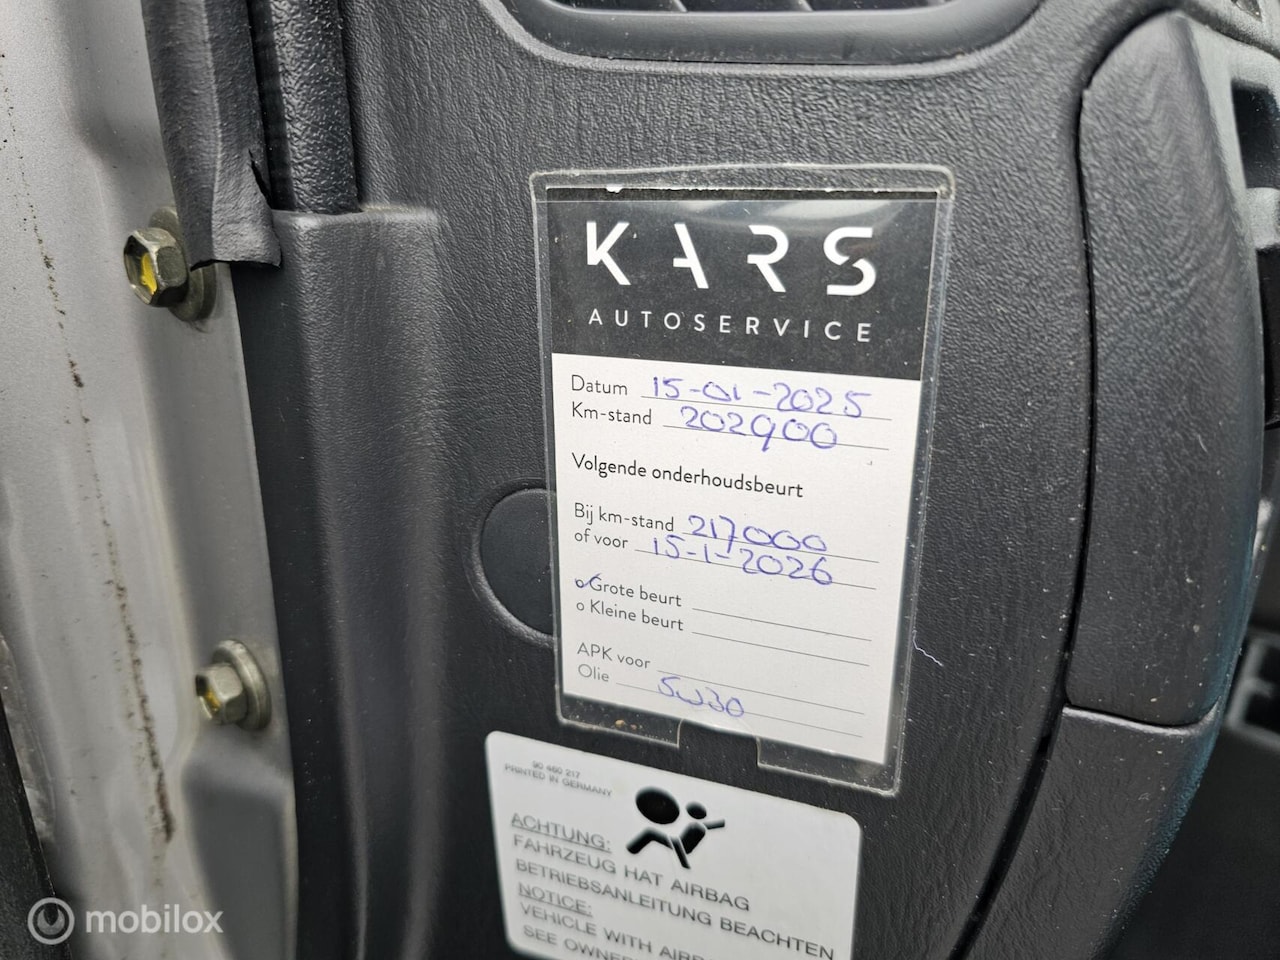 KARS
AUTOSERVICE
Datum 15-01-2025
Km-stand 202900
Volgende onderhoudsbeurt
Bij km-stand 217000
of voor 15-1-2026
o Grote beurt
o Kleine beurt
APK voor
Olie 5W30
90 460 217
PRINTED IN GERMANY
ACHTUNG:
FAHRZEUG HAT AIRBAG
BETRIEBSANLEITUNG BEACHTEN
NOTICE:
VEHICLE WITH AIRB
SEE OWNER
mobilox